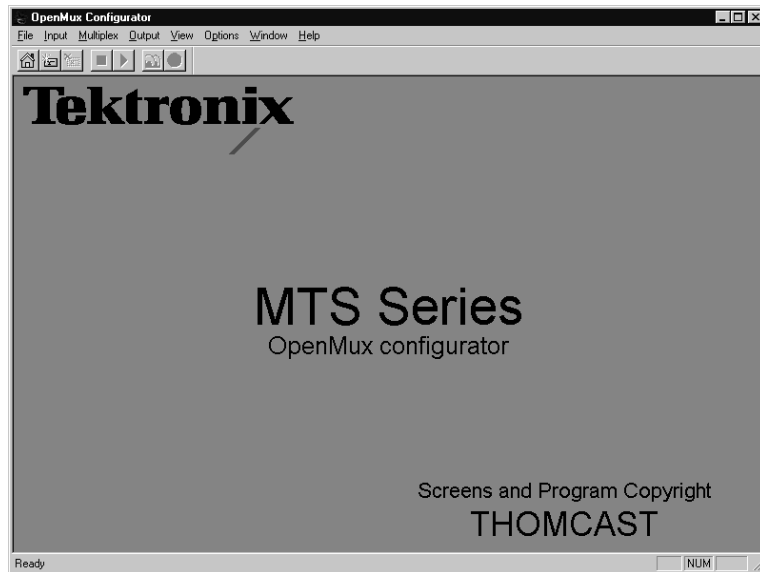 OpenMux Configurator
File Input Multiplex Output View Options Window Help
Tektronix
MTS Series
OpenMux configurator
Screens and Program Copyright
THOMCAST
Ready NUM